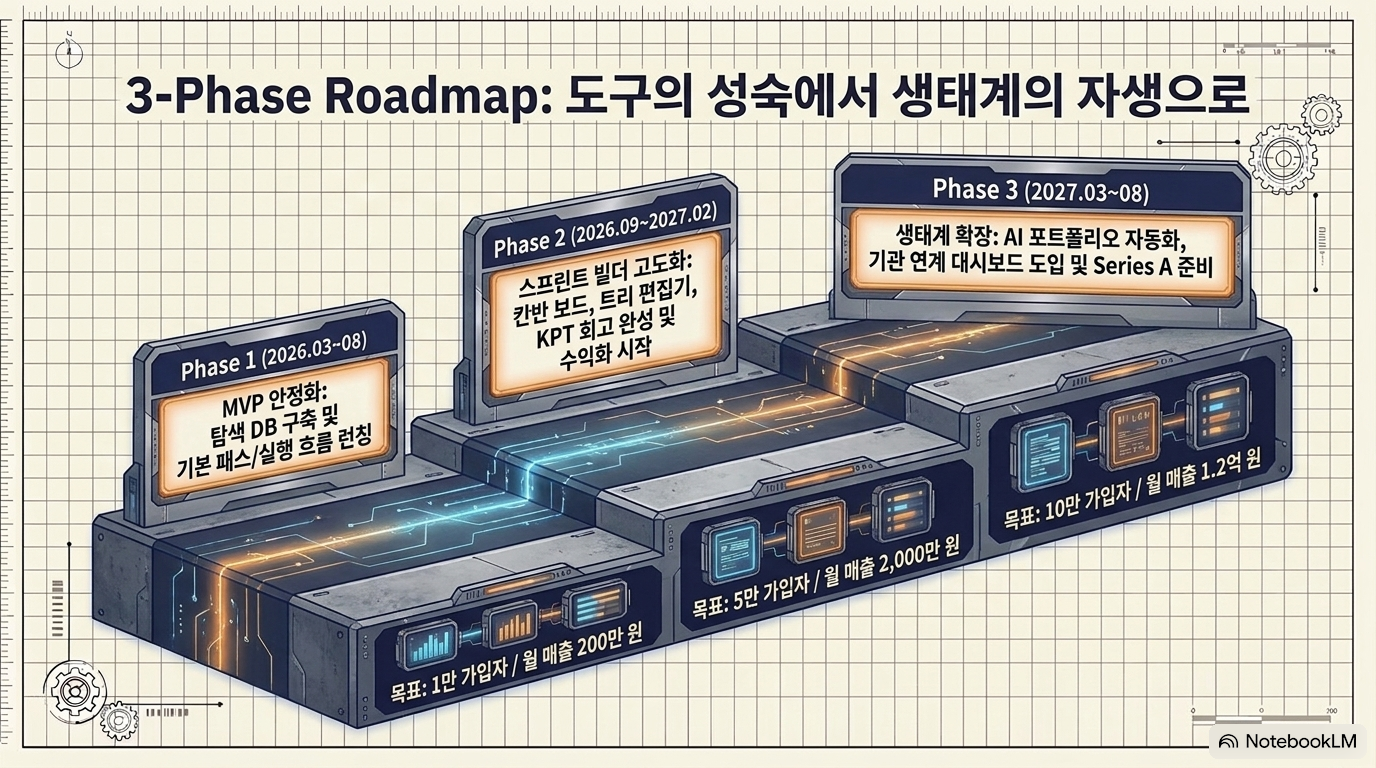 3-Phase Roadmap: 도구의 성숙에서 생태계의 자생으로
Phase 1 (2026.03~08)
MVP 안정화:
탐색 DB 구축 및
기본 패스/실행 흐름 런칭
목표: 1만 가입자 / 월 매출 200만 원
Phase 2 (2026.09~2027.02)
스프린트 빌더 고도화:
칸반 보드, 트리 편집기,
KPT 회고 완성 및
수익화 시작
목표: 5만 가입자 / 월 매출 2,000만 원
Phase 3 (2027.03~08)
생태계 확장: AI 포트폴리오 자동화,
기관 연계 대시보드 도입 및 Series A 준비
목표: 10만 가입자 / 월 매출 1.2억 원
NotebookLM